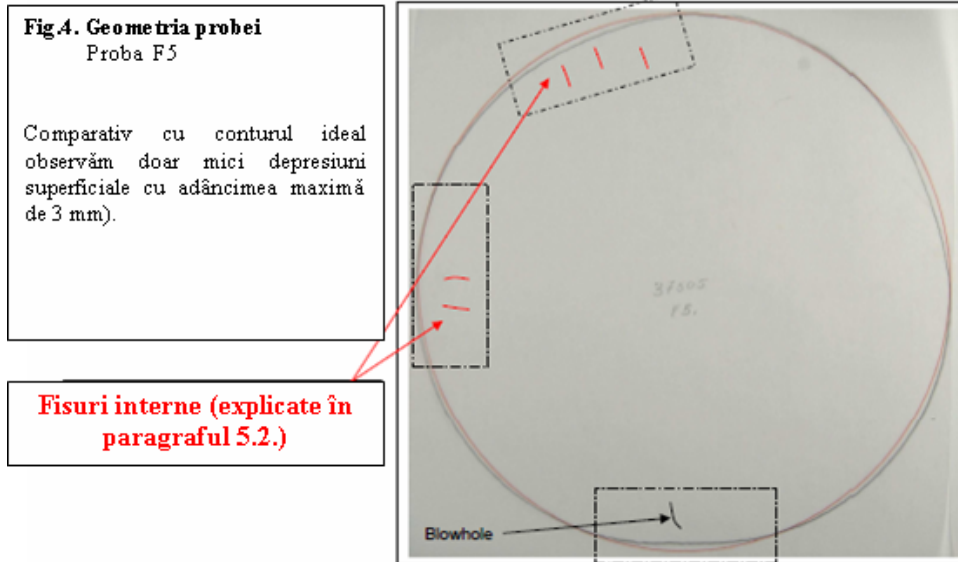 Fig.4. Geometria probei
Proba F5
Comparativ cu conturul ideal
observăm doar mici depresiuni
superficiale cu adâncimea maximă
de 3 mm).
Fisuri interne (explicate în
paragraful 5.2.)
Blowhole